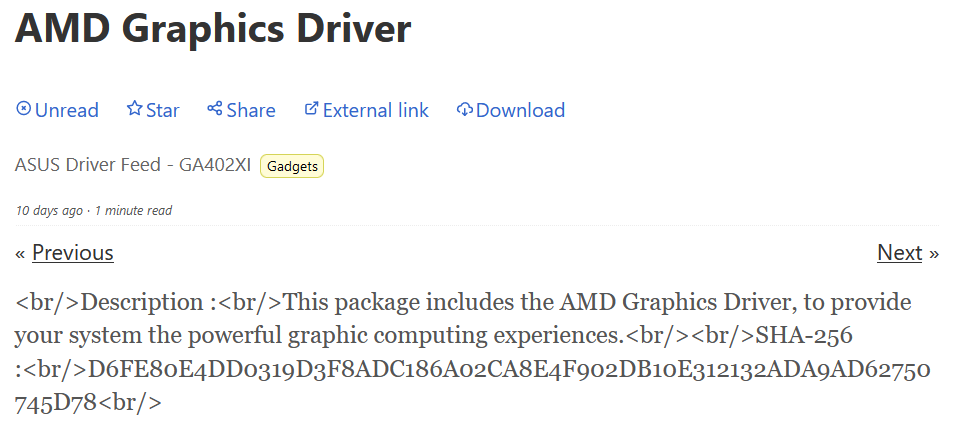 AMD Graphics Driver
Unread Star Share External link Download
ASUS Driver Feed - GA402XI Gadgets
10 days ago · 1 minute read
« Previous Next »
<br/>Description :<br/>This package includes the AMD Graphics Driver, to provide
your system the powerful graphic computing experiences.<br/><br/>SHA-256
:<br/>D6FE80E4DD0319D3F8ADC186A02CA8E4F902DB10E312132ADA9AD62750
745D78<br/>